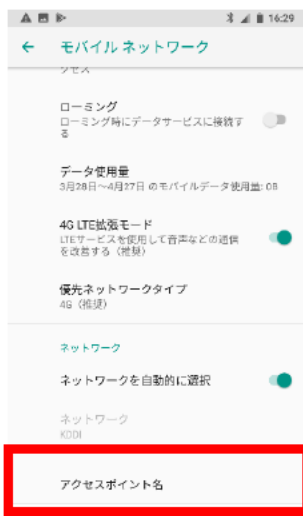 16:29
モバイル ネットワーク
クセス
ローミング
ローミング時にデータサービスに接続す
る
データ使用量
3月28日～4月27日 のモバイルデータ使用量: 0B
4G LTE拡張モード
LTEサービスを使用して音声などの通信
を改善する（推奨）
優先ネットワークタイプ
4G（推奨）
ネットワーク
ネットワークを自動的に選択
ネットワーク
KDDI
アクセスポイント名